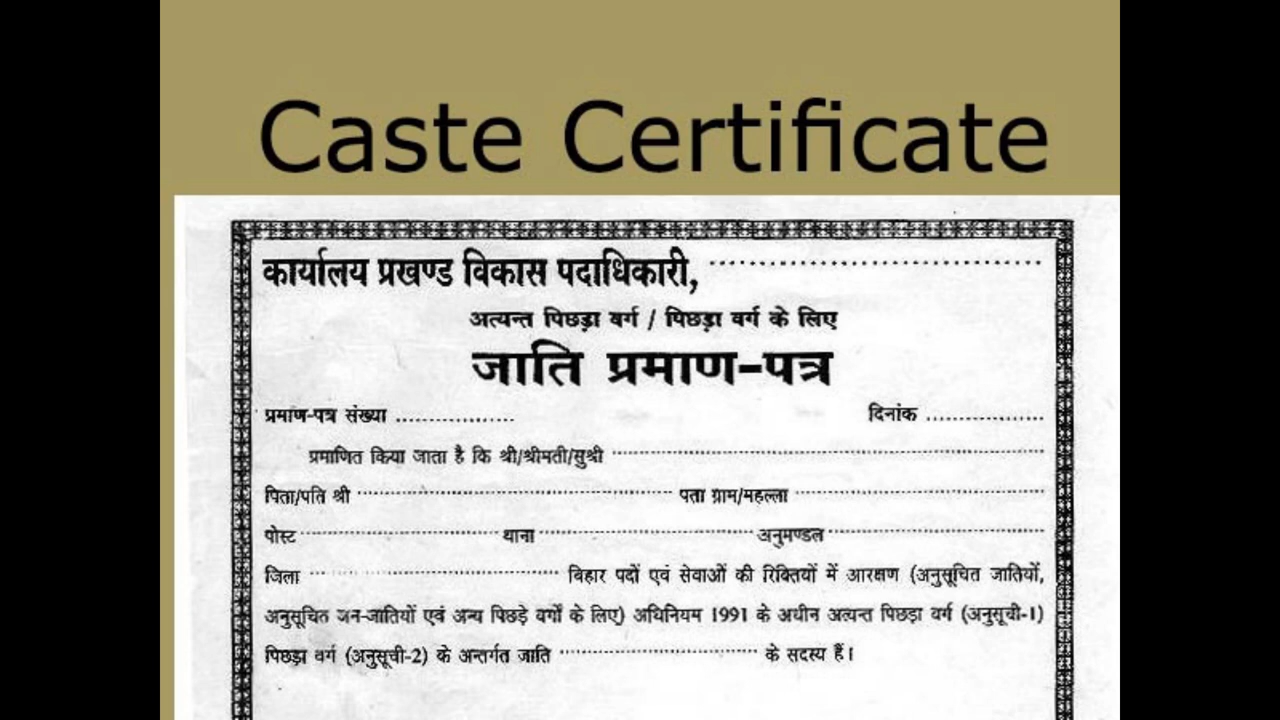 Caste Certificate
कार्यालय प्रखण्ड विकास पदाधिकारी, ........................................
अत्यन्त पिछड़ा वर्ग / पिछड़ा वर्ग के लिए
जाति प्रमाण-पत्र
प्रमाण-पत्र संख्या .................... दिनांक ....................
प्रमाणित किया जाता है कि श्री/श्रीमती/सुश्री ........................................
पिता/पति श्री ........................................ पता ग्राम/महल्ला ........................................
पोस्ट ........................................ थाना ........................................ अनुमण्डल ........................................
जिला ........................................ बिहार पदों एवं सेवाओं की रिक्तियों में आरक्षण (अनुसूचित जातियों,
अनुसूचित जन-जातियों एवं अन्य पिछड़े वर्गों के लिए) अधिनियम 1991 के अधीन अत्यन्त पिछड़ा वर्ग (अनुसूची-1)
पिछड़ा वर्ग (अनुसूची-2) के अन्तर्गत जाति ........................................ के सदस्य हैं।